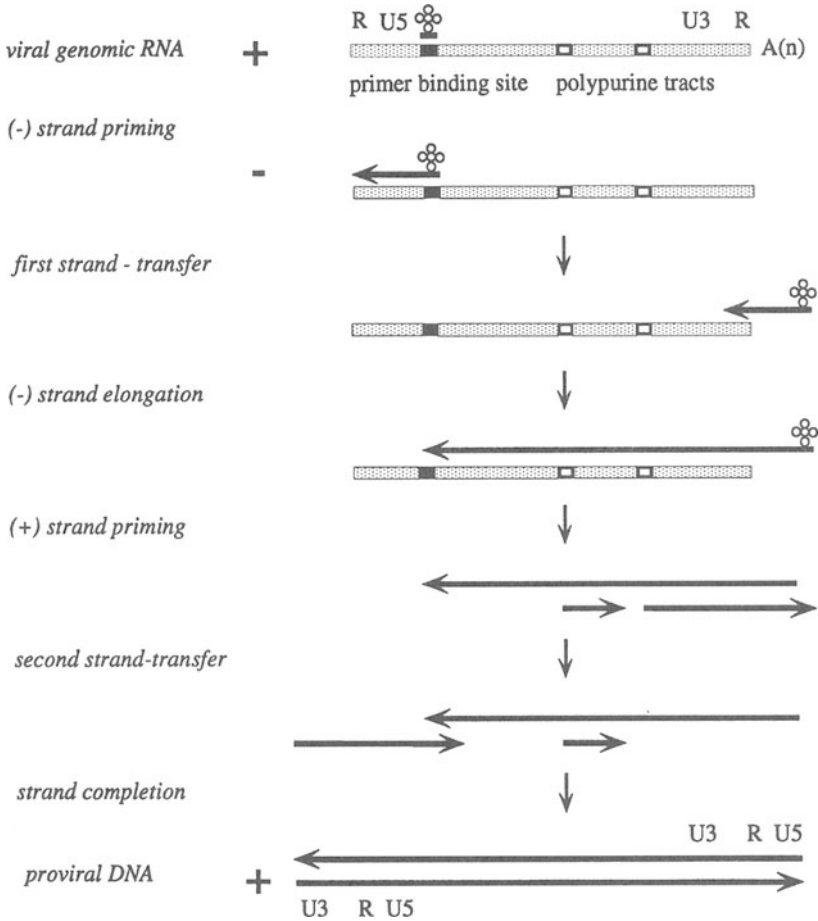 R U5 U3 R
viral genomic RNA + A(n)
primer binding site polypurine tracts
(-) strand priming
-
first strand - transfer
(-) strand elongation
(+) strand priming
second strand-transfer
strand completion
U3 R U5
proviral DNA +
U3 R U5